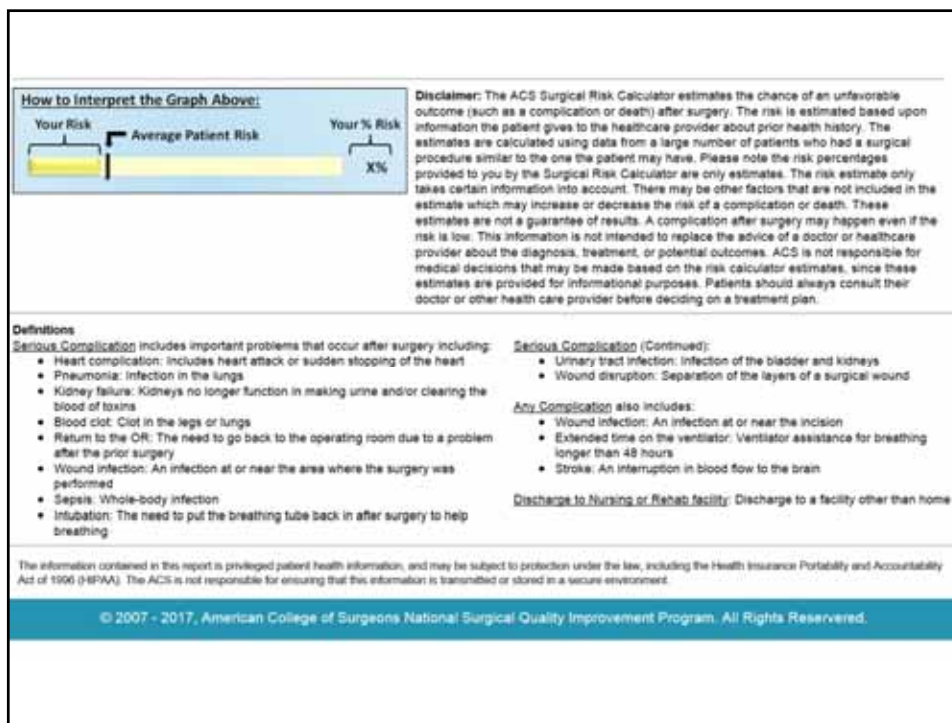 How to Interpret the Graph Above:
Your Risk
Average Patient Risk
Your % Risk
X%
Disclaimer: The ACS Surgical Risk Calculator estimates the chance of an unfavorable
outcome (such as a complication or death) after surgery. The risk is estimated based upon
information the patient gives to the healthcare provider about prior health history. The
estimates are calculated using data from a large number of patients who had a surgical
procedure similar to the one the patient may have. Please note the risk percentages
provided to you by the Surgical Risk Calculator are only estimates. The risk estimate only
takes certain information into account. There may be other factors that are not included in the
estimate which may increase or decrease the risk of a complication or death. These
estimates are not a guarantee of results. A complication after surgery may happen even if the
risk is low. This information is not intended to replace the advice of a doctor or healthcare
provider about the diagnosis, treatment, or potential outcomes. ACS is not responsible for
medical decisions that may be made based on the risk calculator estimates, since these
estimates are provided for informational purposes. Patients should always consult their
doctor or other health care provider before deciding on a treatment plan.
Definitions
Serious Complication includes important problems that occur after surgery including:
• Heart complication: Includes heart attack or sudden stopping of the heart
• Pneumonia: Infection in the lungs
• Kidney failure: Kidneys no longer function in making urine and/or clearing the
blood of toxins
• Blood clot: Clot in the legs or lungs
• Return to the OR: The need to go back to the operating room due to a problem
after the prior surgery
• Wound infection: An infection at or near the area where the surgery was
performed
• Sepsis: Whole-body infection
• Intubation: The need to put the breathing tube back in after surgery to help
breathing
Serious Complication (Continued):
• Urinary tract infection: Infection of the bladder and kidneys
• Wound disruption: Separation of the layers of a surgical wound
Any Complication also includes:
• Wound infection: An infection at or near the incision
• Extended time on the ventilator: Ventilator assistance for breathing
longer than 48 hours
• Stroke: An interruption in blood flow to the brain
Discharge to Nursing or Rehab facility: Discharge to a facility other than home
The information contained in this report is privileged patient health information, and may be subject to protection under the law, including the Health Insurance Portability and Accountability
Act of 1996 (HIPAA). The ACS is not responsible for ensuring that this information is transmitted or stored in a secure environment.
© 2007 - 2017, American College of Surgeons National Surgical Quality Improvement Program. All Rights Reservered.